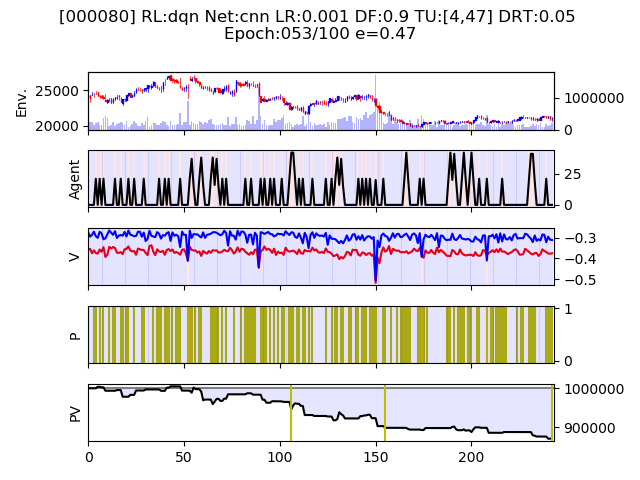 [000080] RL:dqn Net:cnn LR:0.001 DF:0.9 TU:[4,47] DRT:0.05
Epoch:053/100 e=0.47
Env.
25000
20000
1000000
0
Agent
25
0
V
−0.3
−0.4
−0.5
P
1
0
PV
1000000
900000
0
50
100
150
200